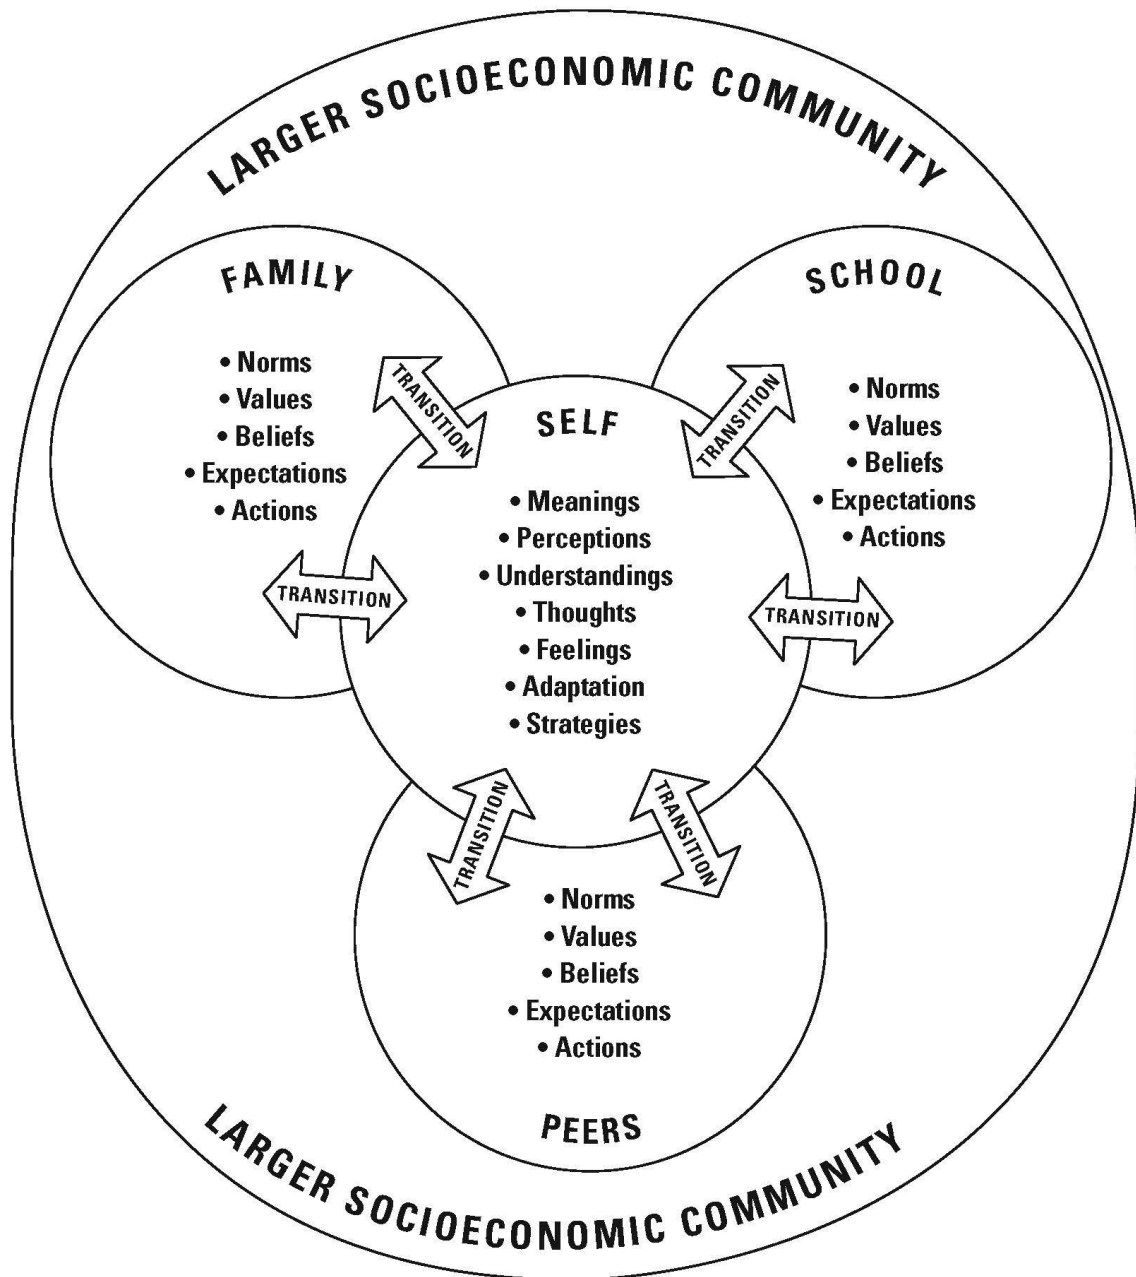 LARGER SOCIOECONOMIC COMMUNITY
FAMILY
• Norms
• Values
• Beliefs
• Expectations
• Actions
TRANSITION
TRANSITION
SELF
• Meanings
• Perceptions
• Understandings
• Thoughts
• Feelings
• Adaptation
• Strategies
SCHOOL
• Norms
• Values
• Beliefs
• Expectations
• Actions
TRANSITION
TRANSITION
TRANSITION
TRANSITION
• Norms
• Values
• Beliefs
• Expectations
• Actions
PEERS
LARGER SOCIOECONOMIC COMMUNITY